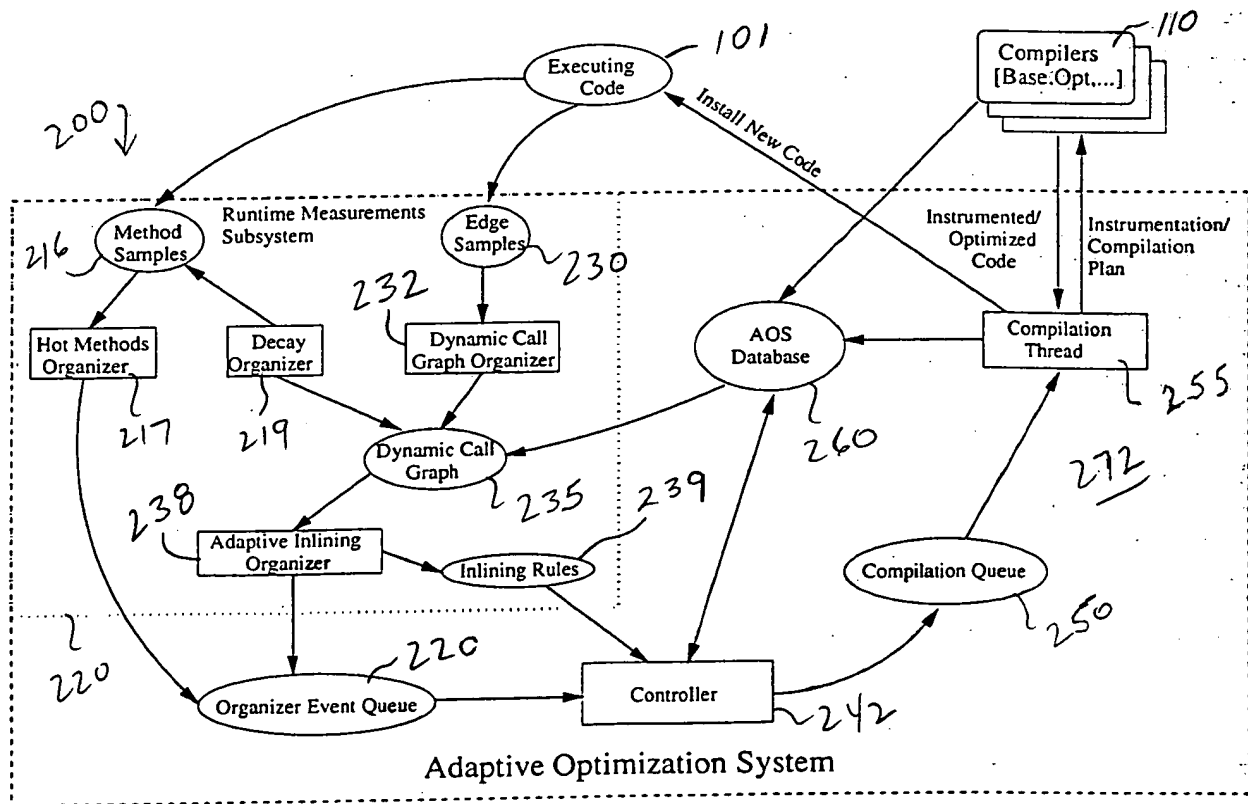 101
110
Executing
Code
Compilers
[Base,Opt,...]
200
Install New Code
Method
Samples
Runtime Measurements
Subsystem
Edge
Samples
Instrumented/
Optimized
Code
Instrumentation/
Compilation
Plan
216
230
232
Hot Methods
Organizer
Decay
Organizer
Dynamic Call
Graph Organizer
AOS
Database
Compilation
Thread
217
219
260
255
Dynamic Call
Graph
235
239
272
238
Adaptive Inlining
Organizer
Inlining Rules
Compilation Queue
250
220
220
Organizer Event Queue
Controller
242
Adaptive Optimization System